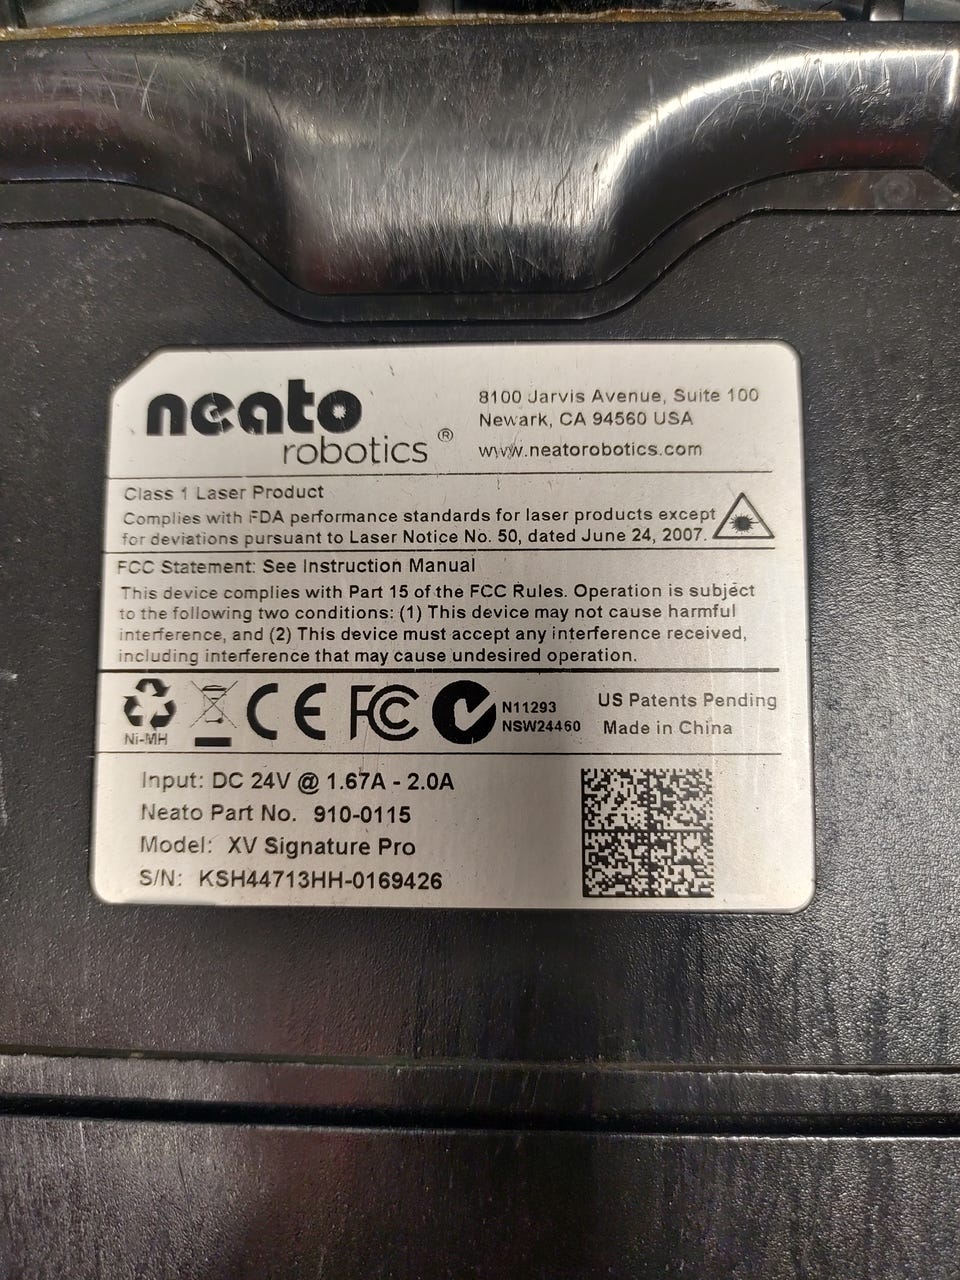 neato
robotics ®
8100 Jarvis Avenue, Suite 100
Newark, CA 94560 USA
www.neatorobotics.com
Class 1 Laser Product
Complies with FDA performance standards for laser products except
for deviations pursuant to Laser Notice No. 50, dated June 24, 2007.
FCC Statement: See Instruction Manual
This device complies with Part 15 of the FCC Rules. Operation is subject
to the following two conditions: (1) This device may not cause harmful
interference, and (2) This device must accept any interference received,
including interference that may cause undesired operation.
Ni-MH
CE FC
N11293
NSW24460
US Patents Pending
Made in China
Input: DC 24V @ 1.67A - 2.0A
Neato Part No. 910-0115
Model: XV Signature Pro
S/N: KSH44713HH-0169426